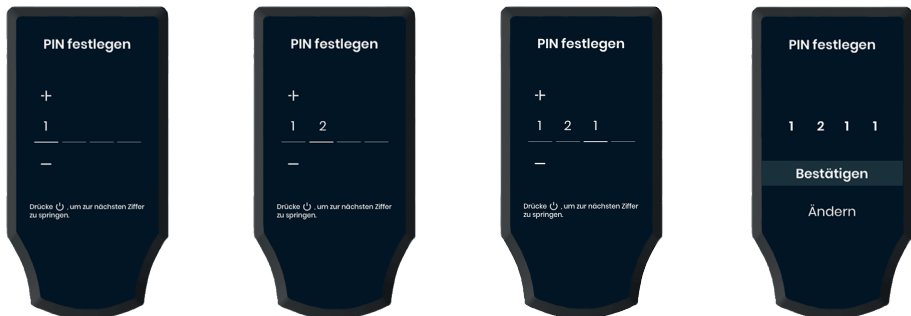 PIN festlegen
+
1
−
Drücke , um zur nächsten Ziffer
zu springen.
PIN festlegen
+
1 2
−
Drücke , um zur nächsten Ziffer
zu springen.
PIN festlegen
+
1 2 1
−
Drücke , um zur nächsten Ziffer
zu springen.
PIN festlegen
1 2 1 1
Bestätigen
Ändern